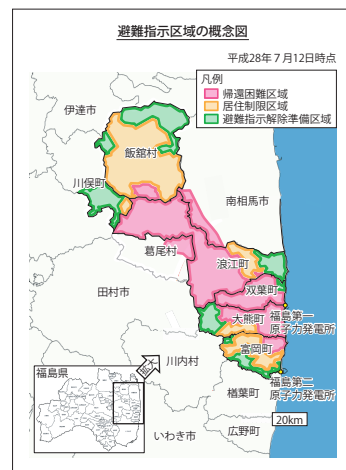 避難指示区域の概念図
平成28年７月12日時点
凡例
帰還困難区域
居住制限区域
避難指示解除準備区域
伊達市
飯舘村
川俣町
南相馬市
葛尾村
浪江町
田村市
双葉町
大熊町
福島第一
原子力発電所
富岡町
川内村
福島県
福島第二
原子力発電所
楢葉町
20km
広野町
いわき市